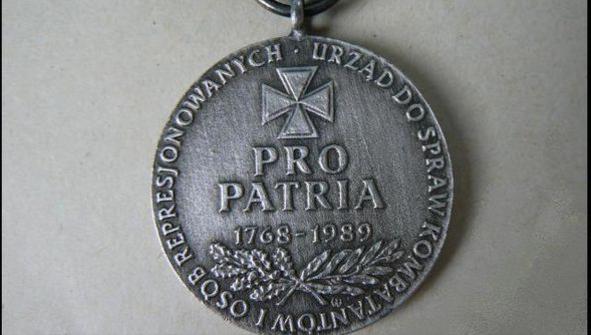 URZĄD DO SPRAW KOMBATANTÓW I OSÓB REPRESJONOWANYCH ·
PRO
PATRIA
1768-1989